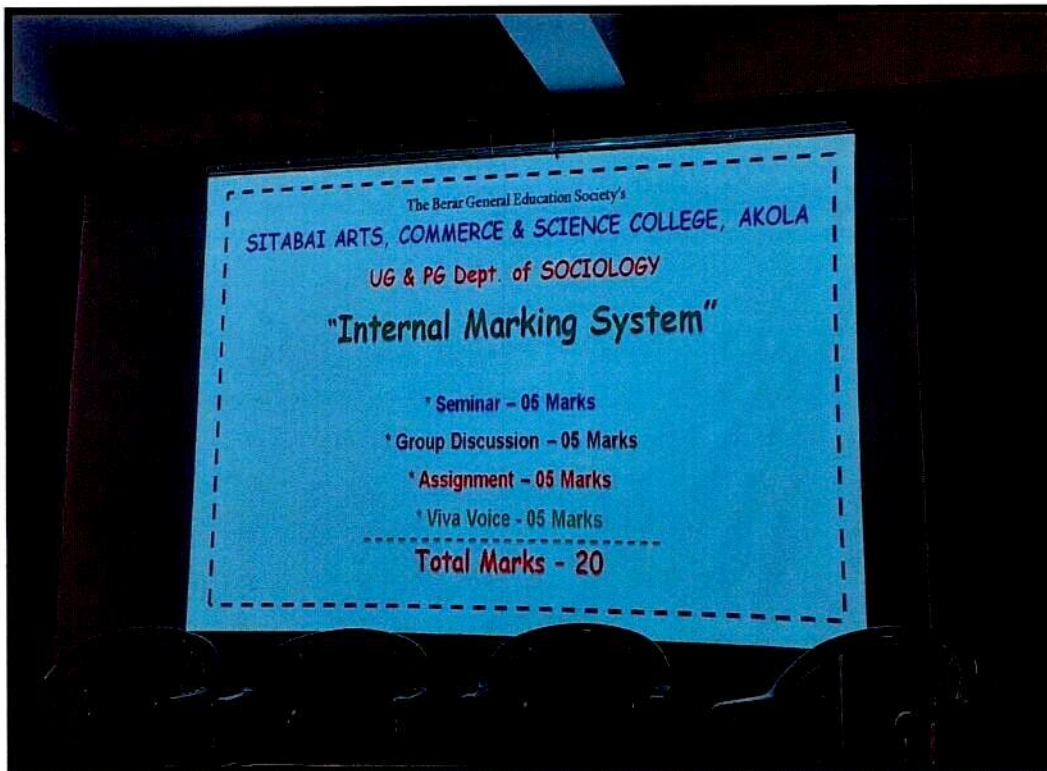 The Berar General Education Society's
SITABAI ARTS, COMMERCE & SCIENCE COLLEGE, AKOLA
UG & PG Dept. of SOCIOLOGY
"Internal Marking System"
* Seminar – 05 Marks
* Group Discussion – 05 Marks
* Assignment – 05 Marks
* Viva Voice - 05 Marks
Total Marks - 20